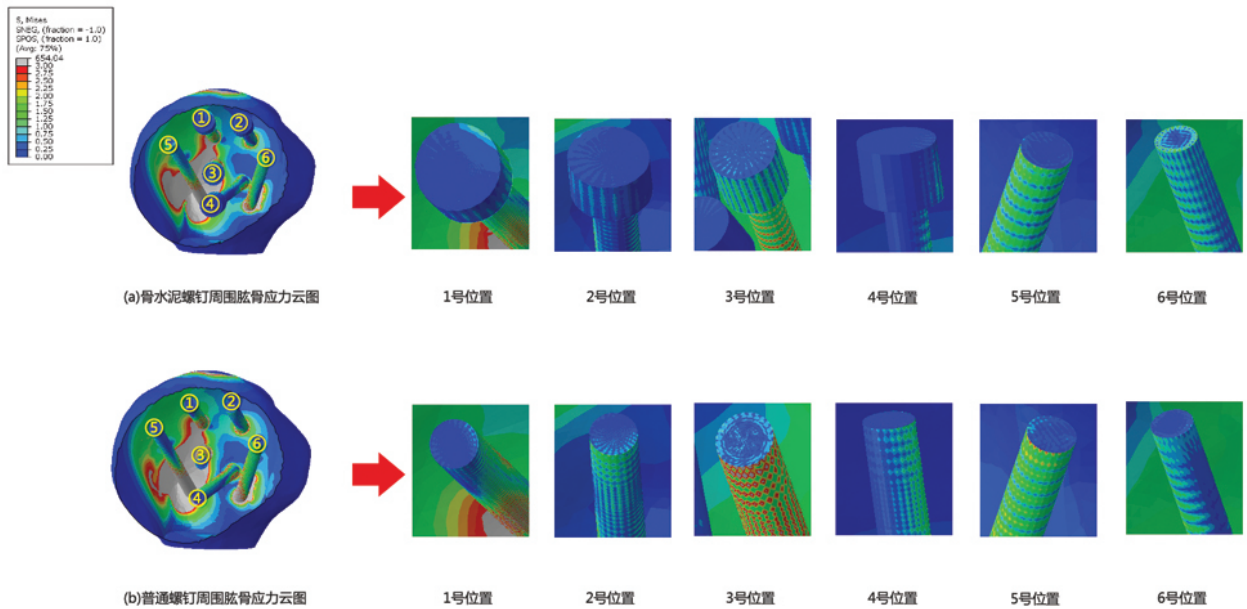 S, Mises
SNEG, (fraction = -1.0)
SPOS, (fraction = 1.0)
(Avg: 75%)
654.04
3.00
2.75
2.50
2.25
2.00
1.75
1.50
1.25
1.00
0.75
0.50
0.25
0.00
① ② ⑤ ⑥ ③ ④
(a)骨水泥螺钉周围肱骨应力云图 1号位置 2号位置 3号位置 4号位置 5号位置 6号位置
① ② ⑤ ⑥ ③ ④
(b)普通螺钉周围肱骨应力云图 1号位置 2号位置 3号位置 4号位置 5号位置 6号位置